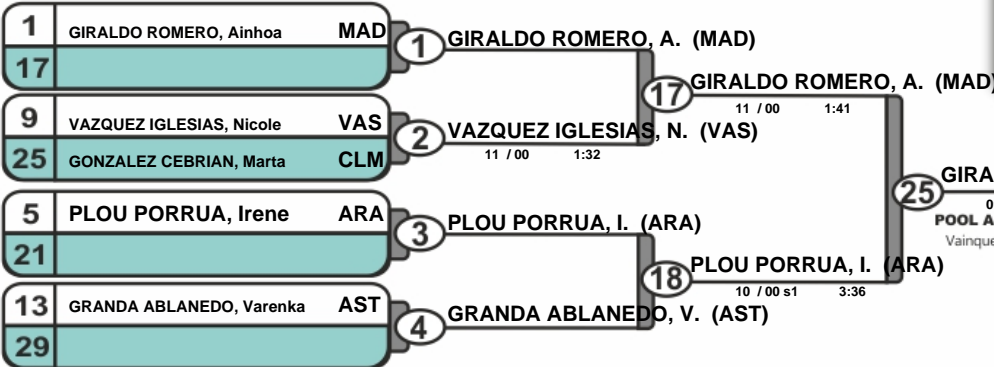 1 GIRALDO ROMERO, Ainhoa MAD
17
1 GIRALDO ROMERO, A. (MAD)
17 GIRALDO ROMERO, A. (MAD)
11 / 00 1:41
9 VAZQUEZ IGLESIAS, Nicole VAS
25 GONZALEZ CEBRIAN, Marta CLM
2 VAZQUEZ IGLESIAS, N. (VAS)
11 / 00 1:32
25 GIRA
0
POOL A
Vainque
5 PLOU PORRUA, Irene ARA
21
3 PLOU PORRUA, I. (ARA)
18 PLOU PORRUA, I. (ARA)
10 / 00 s1 3:36
13 GRANDA ABLANEDO, Varenka AST
29
4 GRANDA ABLANEDO, V. (AST)